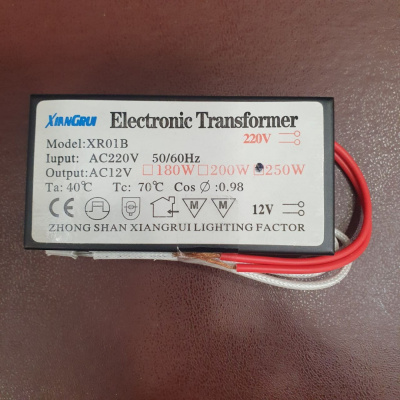 XIANGRUI Electronic Transformer
220V
Model:XR01B
Iuput: AC220V 50/60Hz
Output:AC12V □180W □200W □250W
Ta:40℃ Tc: 70℃ Cos Ø:0.98
CE M M 12V
ZHONG SHAN XIANGRUI LIGHTING FACTOR